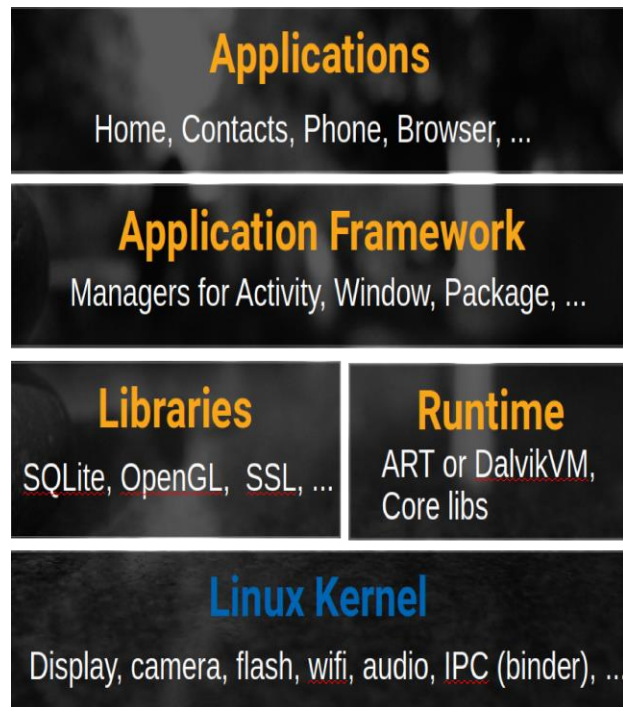 Applications
Home, Contacts, Phone, Browser, ...
Application Framework
Managers for Activity, Window, Package, ...
Libraries
SQLite, OpenGL, SSL, ...
Runtime
ART or DalvikVM,
Core libs
Linux Kernel
Display, camera, flash, wifi, audio, IPC (binder), ...